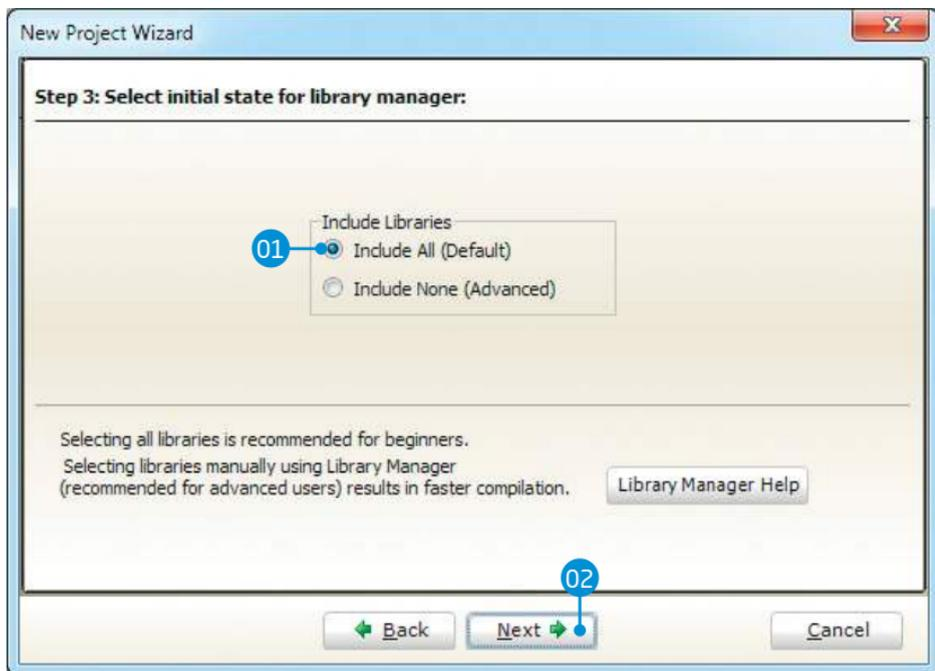 New Project Wizard
Step 3: Select initial state for library manager:
Include Libraries
01
Include All (Default)
Include None (Advanced)
Selecting all libraries is recommended for beginners.
Selecting libraries manually using Library Manager
(recommended for advanced users) results in faster compilation.
Library Manager Help
02
Back
Next
Cancel